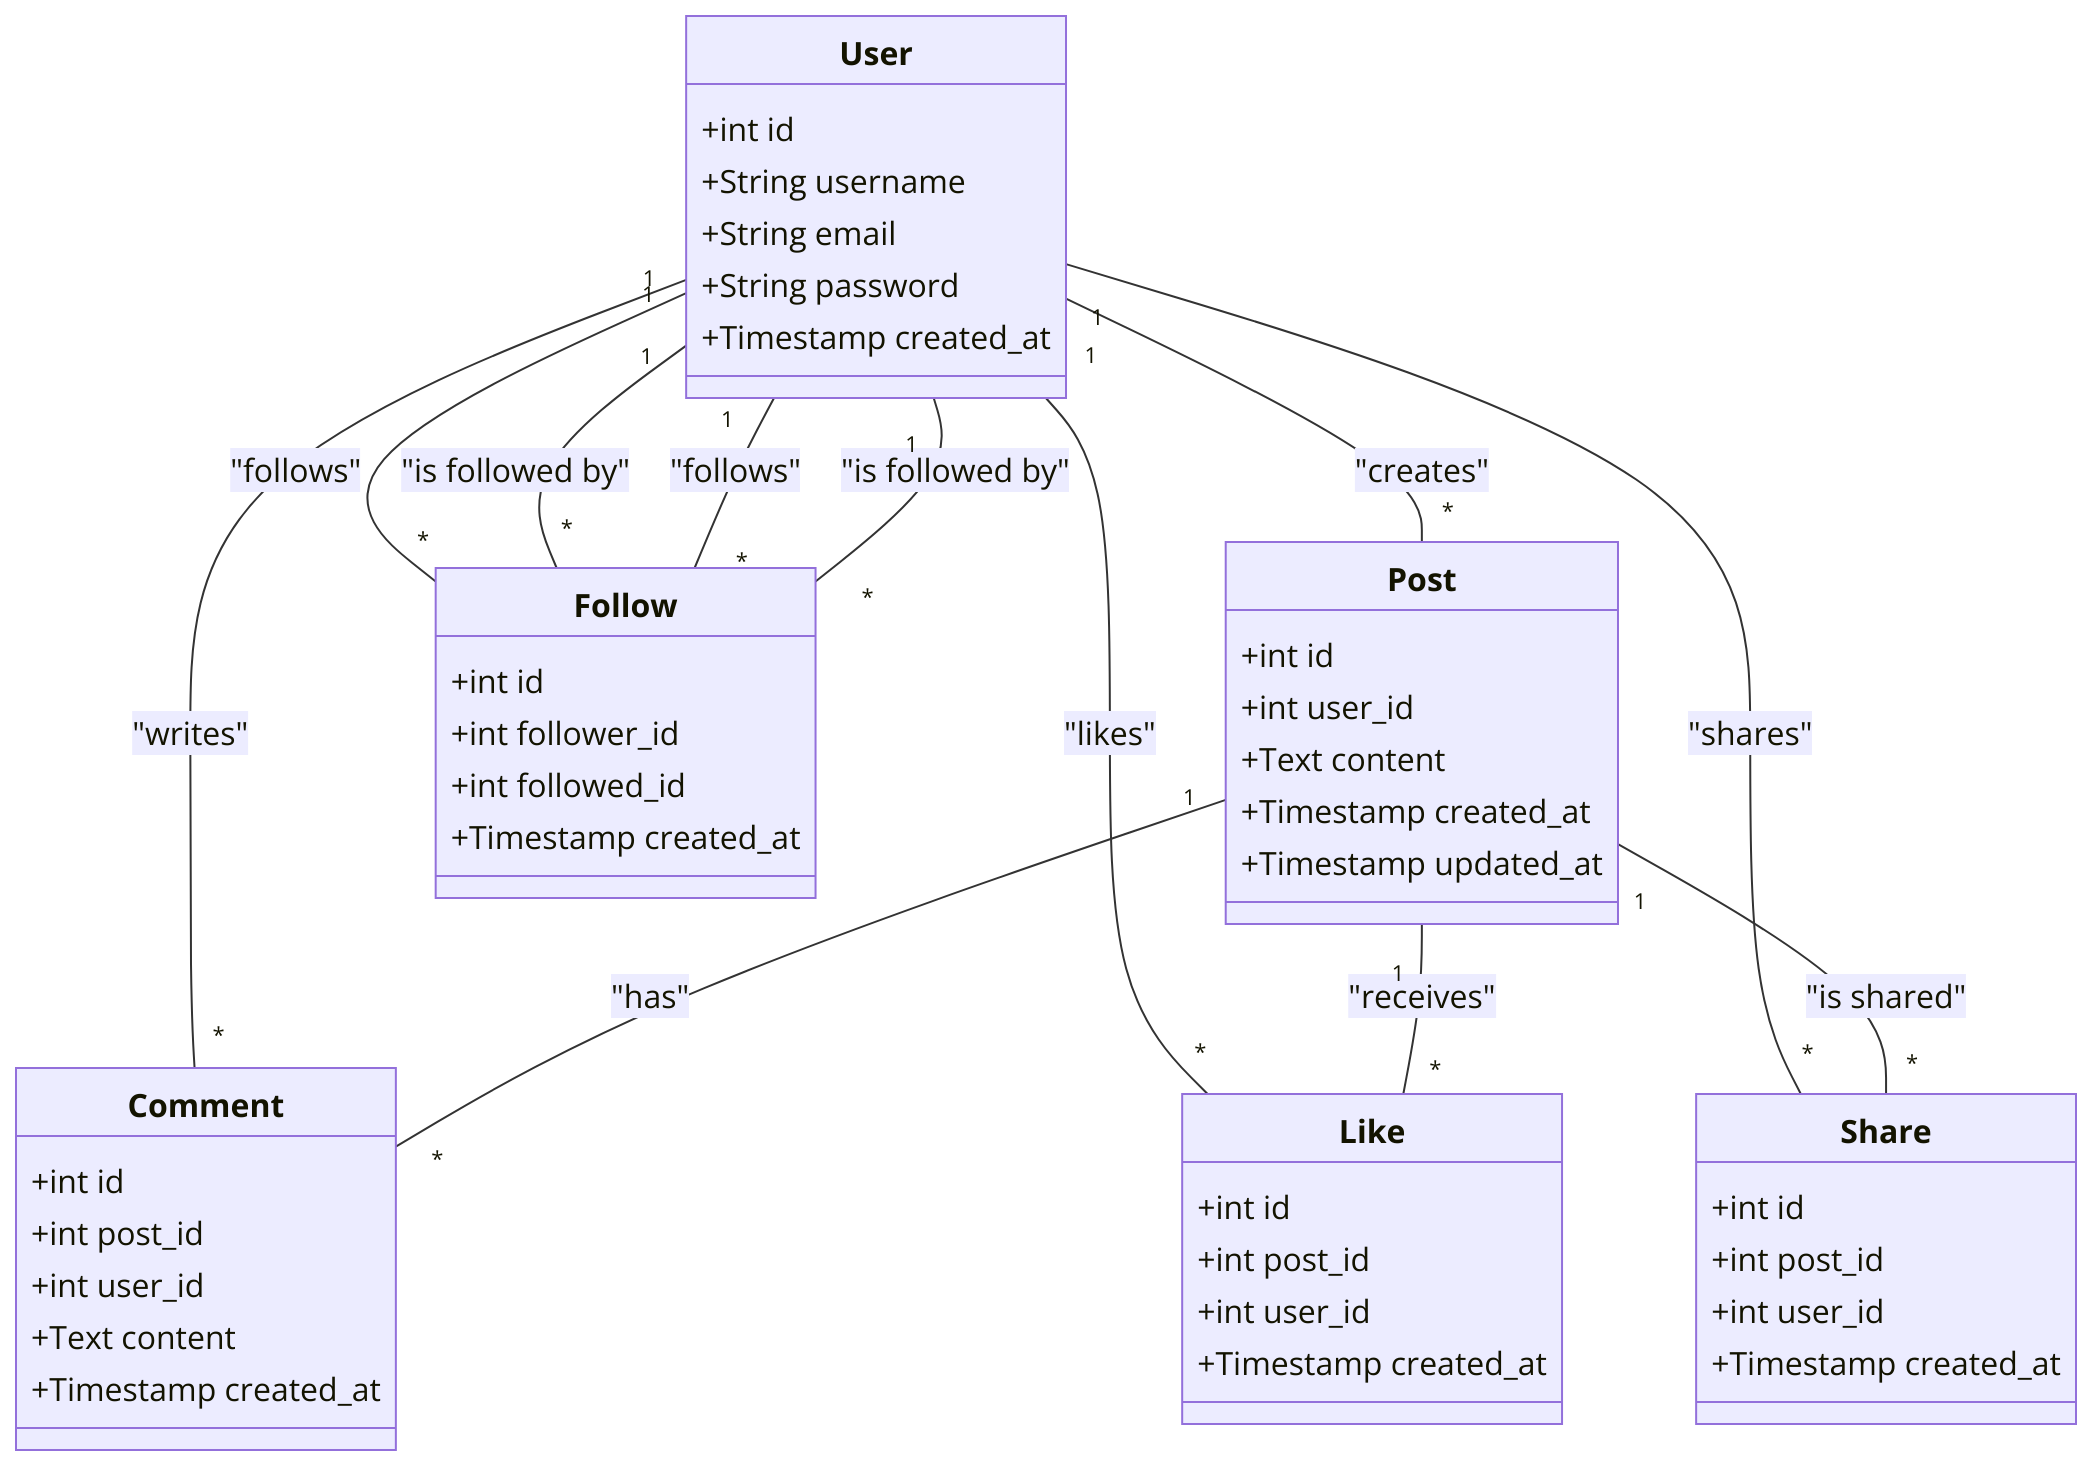 User
+int id
+String username
+String email
+String password
+Timestamp created_at
1
1
1
1
1
1
1
"follows"
"is followed by"
"follows"
"is followed by"
"creates"
*
*
*
*
*
Follow
+int id
+int follower_id
+int followed_id
+Timestamp created_at
Post
+int id
+int user_id
+Text content
+Timestamp created_at
+Timestamp updated_at
"writes"
"likes"
"shares"
1
1
1
"has"
"receives"
"is shared"
*
*
*
*
*
*
Comment
+int id
+int post_id
+int user_id
+Text content
+Timestamp created_at
Like
+int id
+int post_id
+int user_id
+Timestamp created_at
Share
+int id
+int post_id
+int user_id
+Timestamp created_at